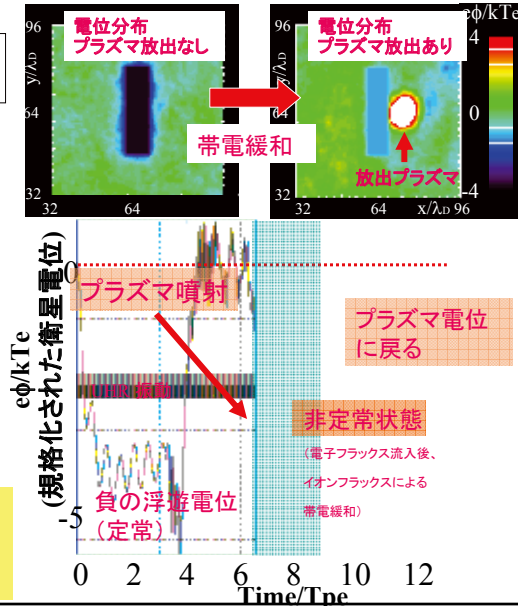 電位分布
プラズマ放出なし
電位分布
プラズマ放出あり
eϕ/kTe
96
y/λD
64
32
32
64
帯電緩和
96
y/λD
64
32
32
64
x/λD 96
放出プラズマ
4
0
-4
eϕ/kTe
(規格化された衛星電位)
0
-5
プラズマ噴射
プラズマ電位
に戻る
非定常状態
(電子フラックス流入後、
イオンフラックスによる
帯電緩和)
負の浮遊電位
(定常)
0 2 4 6 8 10 12
Time/Tpe